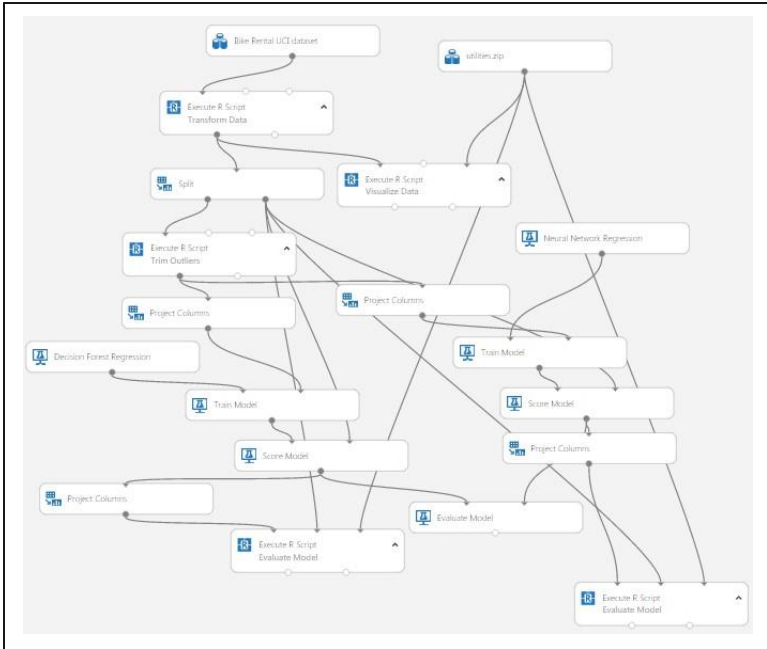 Bike Rental UCI dataset
utilities.zip
Execute R Script
Transform Data
Split
Execute R Script
Visualize Data
Execute R Script
Trim Outliers
Neural Network Regression
Project Columns
Project Columns
Decision Forest Regression
Train Model
Train Model
Score Model
Score Model
Project Columns
Project Columns
Evaluate Model
Execute R Script
Evaluate Model
Execute R Script
Evaluate Model